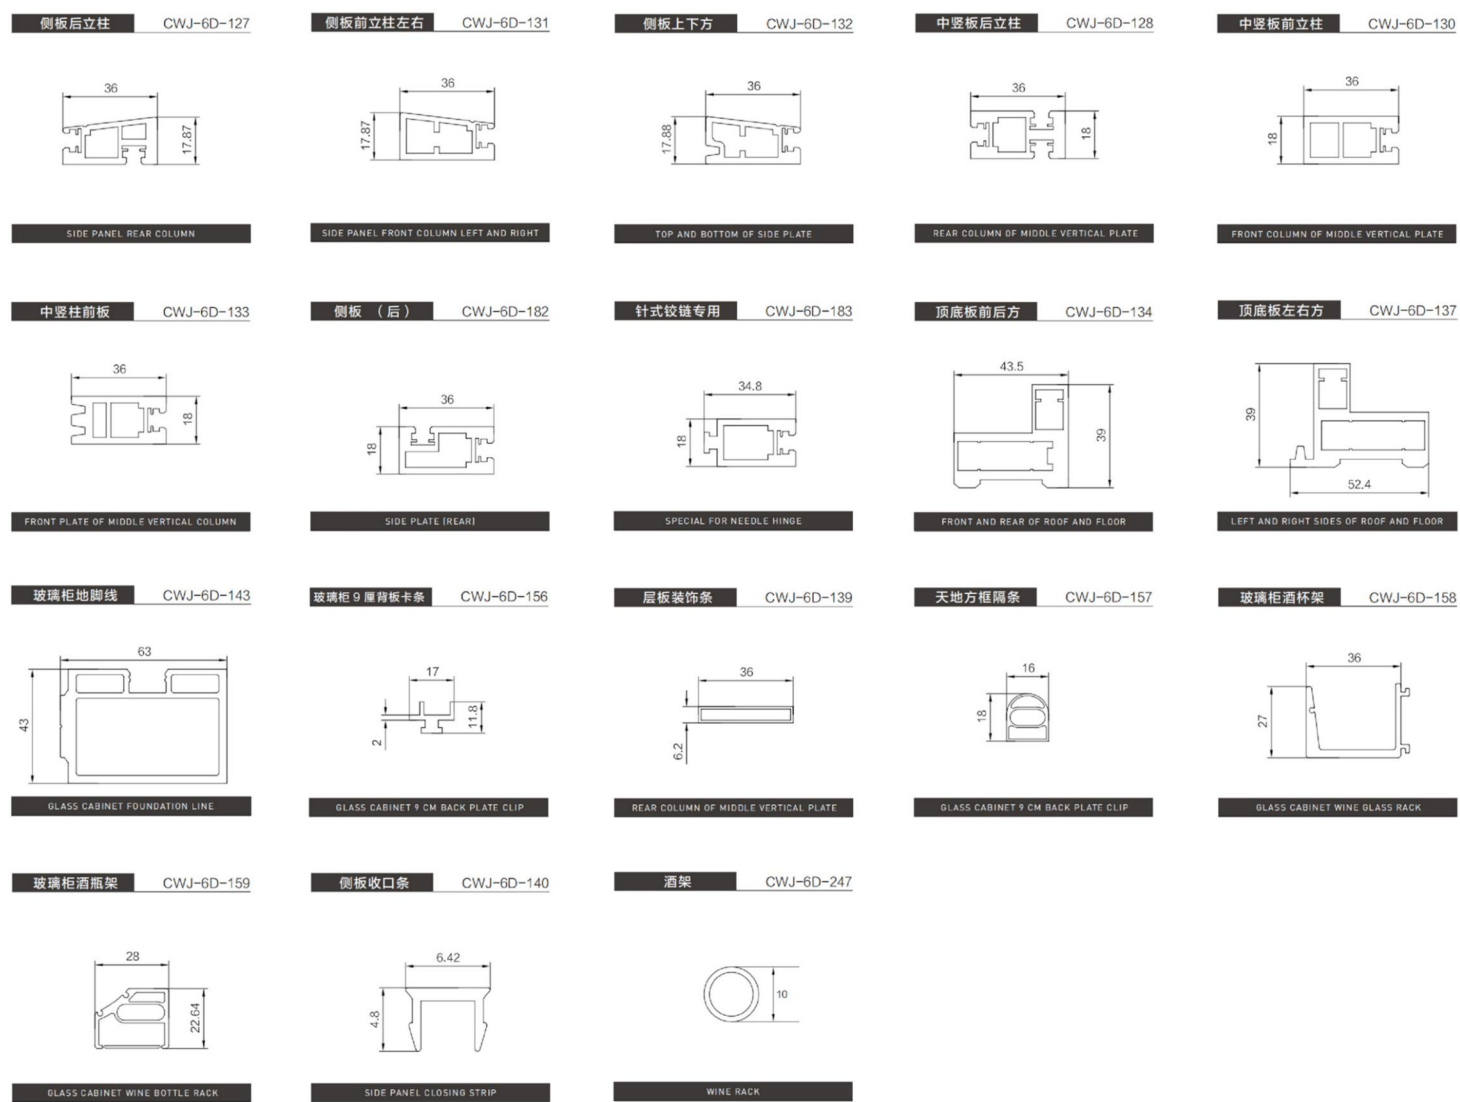 侧板后立柱 CWJ-6D-127
36
17.87
SIDE PANEL REAR COLUMN
侧板前立柱左右 CWJ-6D-131
36
17.87
SIDE PANEL FRONT COLUMN LEFT AND RIGHT
侧板上下方 CWJ-6D-132
36
17.88
TOP AND BOTTOM OF SIDE PLATE
中竖板后立柱 CWJ-6D-128
36
18
REAR COLUMN OF MIDDLE VERTICAL PLATE
中竖板前立柱 CWJ-6D-130
36
18
FRONT COLUMN OF MIDDLE VERTICAL PLATE
中竖柱前板 CWJ-6D-133
36
18
FRONT PLATE OF MIDDLE VERTICAL COLUMN
侧板 （后） CWJ-6D-182
36
18
SIDE PLATE (REAR)
针式铰链专用 CWJ-6D-183
34.8
18
SPECIAL FOR NEEDLE HINGE
顶底板前后方 CWJ-6D-134
43.5
39
FRONT AND REAR OF ROOF AND FLOOR
顶底板左右方 CWJ-6D-137
39
52.4
LEFT AND RIGHT SIDES OF ROOF AND FLOOR
玻璃柜地脚线 CWJ-6D-143
63
43
GLASS CABINET FOUNDATION LINE
玻璃柜9厘背板卡条 CWJ-6D-156
17
11.8
2
GLASS CABINET 9 CM BACK PLATE CLIP
层板装饰条 CWJ-6D-139
36
6.2
REAR COLUMN OF MIDDLE VERTICAL PLATE
天地方框隔条 CWJ-6D-157
16
18
GLASS CABINET 9 CM BACK PLATE CLIP
玻璃柜酒杯架 CWJ-6D-158
36
27
GLASS CABINET WINE GLASS RACK
玻璃柜酒瓶架 CWJ-6D-159
28
22.64
GLASS CABINET WINE BOTTLE RACK
侧板收口条 CWJ-6D-140
6.42
4.8
SIDE PANEL CLOSING STRIP
酒架 CWJ-6D-247
10
WINE RACK